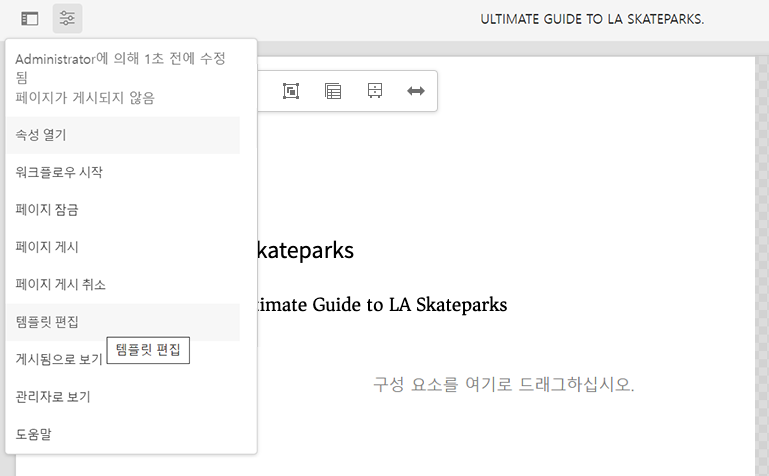 ULTIMATE GUIDE TO LA SKATEPARKS.
Administrator에 의해 1초 전에 수정
됨
페이지가 게시되지 않음
속성 열기
워크플로우 시작
페이지 잠금
페이지 게시
페이지 게시 취소
템플릿 편집
템플릿 편집
게시됨으로 보기
관리자로 보기
도움말
kateparks
timate Guide to LA Skateparks
구성 요소를 여기로 드래그하십시오.